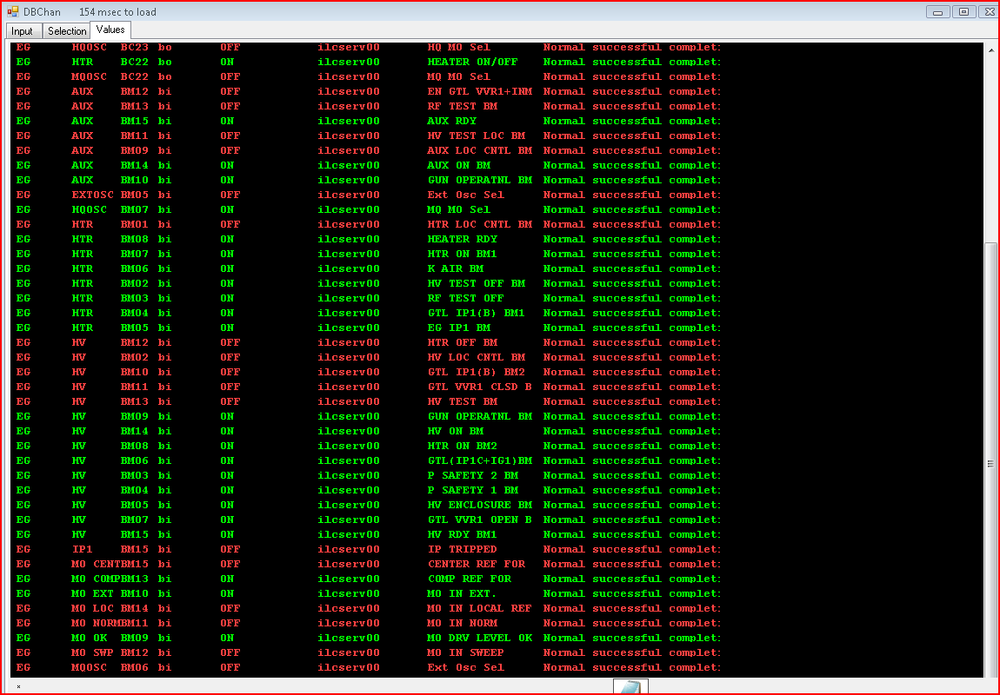 DBChan 154 msec to load
Input Selection Values
EG HQOSC BC23 bo OFF ilcserv00 HQ MO Sel Normal successful complet:
EG HTR BC22 bo ON ilcserv00 HEATER ON/OFF Normal successful complet:
EG MQOSC BC22 bo OFF ilcserv00 MQ MO Sel Normal successful complet:
EG AUX BM12 bi OFF ilcserv00 EN GTL VVR1+INM Normal successful complet:
EG AUX BM13 bi OFF ilcserv00 RF TEST BM Normal successful complet:
EG AUX BM15 bi ON ilcserv00 AUX RDY Normal successful complet:
EG AUX BM11 bi OFF ilcserv00 HV TEST LOC BM Normal successful complet:
EG AUX BM09 bi OFF ilcserv00 AUX LOC CNTL BM Normal successful complet:
EG AUX BM14 bi ON ilcserv00 AUX ON BM Normal successful complet:
EG AUX BM10 bi ON ilcserv00 GUN OPERATNL BM Normal successful complet:
EG EXTOSC BM05 bi OFF ilcserv00 Ext Osc Sel Normal successful complet:
EG HQOSC BM07 bi ON ilcserv00 MQ MO Sel Normal successful complet:
EG HTR BM01 bi OFF ilcserv00 HTR LOC CNTL BM Normal successful complet:
EG HTR BM08 bi ON ilcserv00 HEATER RDY Normal successful complet:
EG HTR BM07 bi ON ilcserv00 HTR ON BM1 Normal successful complet:
EG HTR BM06 bi ON ilcserv00 K AIR BM Normal successful complet:
EG HTR BM02 bi ON ilcserv00 HV TEST OFF BM Normal successful complet:
EG HTR BM03 bi ON ilcserv00 RF TEST OFF Normal successful complet:
EG HTR BM04 bi ON ilcserv00 GTL IP1(B) BM1 Normal successful complet:
EG HTR BM05 bi ON ilcserv00 EG IP1 BM Normal successful complet:
EG HV BM12 bi OFF ilcserv00 HTR OFF BM Normal successful complet:
EG HV BM02 bi OFF ilcserv00 HV LOC CNTL BM Normal successful complet:
EG HV BM10 bi OFF ilcserv00 GTL IP1(B) BM2 Normal successful complet:
EG HV BM11 bi OFF ilcserv00 GTL VVR1 CLSD B Normal successful complet:
EG HV BM13 bi OFF ilcserv00 HV TEST BM Normal successful complet:
EG HV BM09 bi ON ilcserv00 GUN OPERATNL BM Normal successful complet:
EG HV BM14 bi ON ilcserv00 HV ON BM Normal successful complet:
EG HV BM08 bi ON ilcserv00 HTR ON BM2 Normal successful complet:
EG HV BM06 bi ON ilcserv00 GTL(IP1C+IG1)BM Normal successful complet:
EG HV BM03 bi ON ilcserv00 P SAFETY 2 BM Normal successful complet:
EG HV BM04 bi ON ilcserv00 P SAFETY 1 BM Normal successful complet:
EG HV BM05 bi ON ilcserv00 HV ENCLOSURE BM Normal successful complet:
EG HV BM07 bi ON ilcserv00 GTL VVR1 OPEN B Normal successful complet:
EG HV BM15 bi ON ilcserv00 HV RDY BM1 Normal successful complet:
EG IP1 BM15 bi OFF ilcserv00 IP TRIPPED Normal successful complet:
EG MO CENTBM15 bi OFF ilcserv00 CENTER REF FOR Normal successful complet:
EG MO COMPBM13 bi ON ilcserv00 COMP REF FOR Normal successful complet:
EG MO EXT BM10 bi ON ilcserv00 MO IN EXT. Normal successful complet:
EG MO LOC BM14 bi OFF ilcserv00 MO IN LOCAL REF Normal successful complet:
EG MO NORMBM11 bi OFF ilcserv00 MO IN NORM Normal successful complet:
EG MO OK BM09 bi ON ilcserv00 MO DRV LEVEL OK Normal successful complet:
EG MO SWP BM12 bi OFF ilcserv00 MO IN SWEEP Normal successful complet:
EG MQOSC BM06 bi OFF ilcserv00 Ext Osc Sel Normal successful complet: